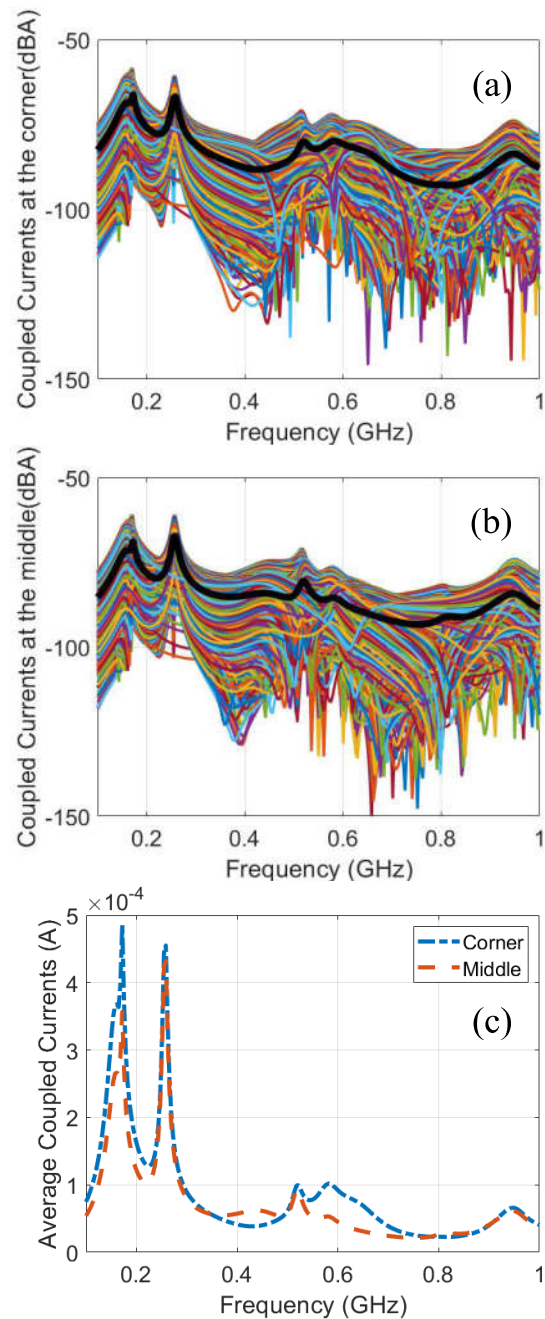 -50
(a)
Coupled Currents at the corner(dBA)
-100
-150
0.2 0.4 0.6 0.8 1
Frequency (GHz)
-50
(b)
Coupled Currents at the middle(dBA)
-100
-150
0.2 0.4 0.6 0.8 1
Frequency (GHz)
×10-4
5
Corner
Middle
(c)
4
Average Coupled Currents (A)
3
2
1
0
0.2 0.4 0.6 0.8 1
Frequency (GHz)